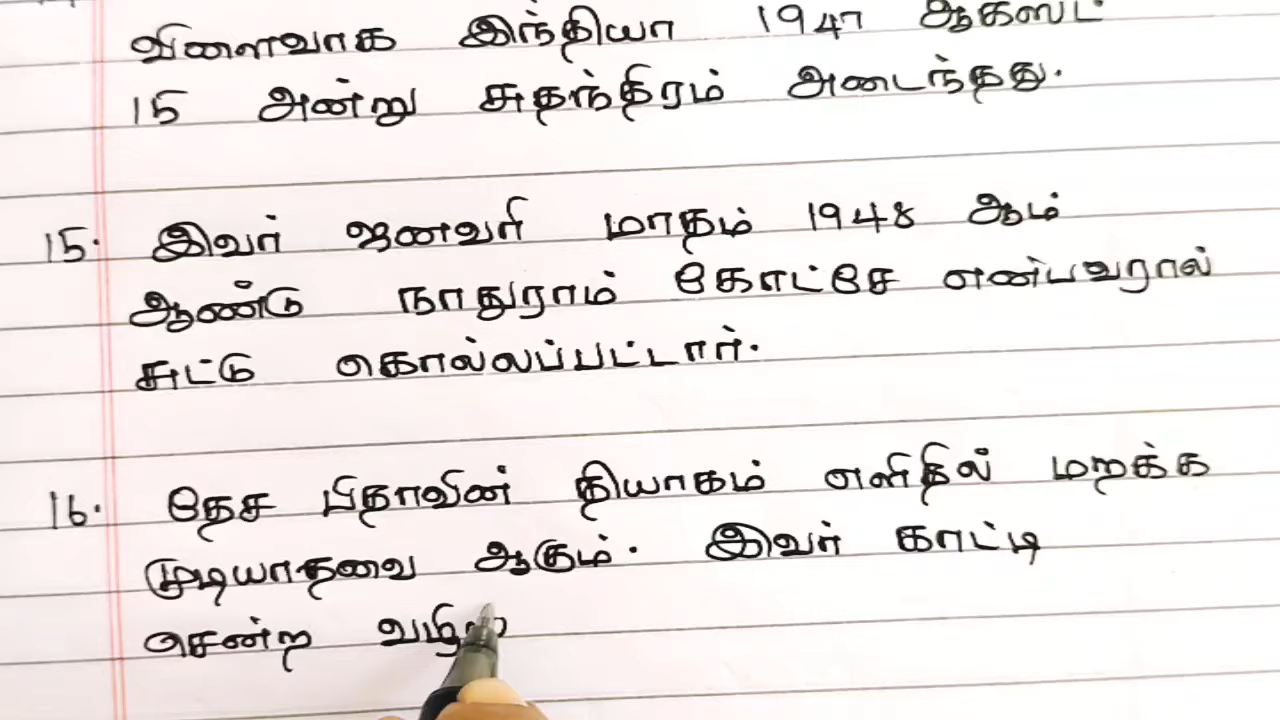 விளைவாக இந்தியா 1947 ஆகஸட்
15 அன்று சுதந்திரம் அடைந்தது.
15. இவர் ஜனவரி மாதம் 1948 ஆம்
ஆண்டு நாதுராம் கோட்சே என்பவரால்
சுட்டு கொல்லப்பட்டார்.
16. தேச பிதாவின் தியாகம் எளிதில் மறக்க
முடியாதவை ஆகும். இவர் காட்டி
சென்ற